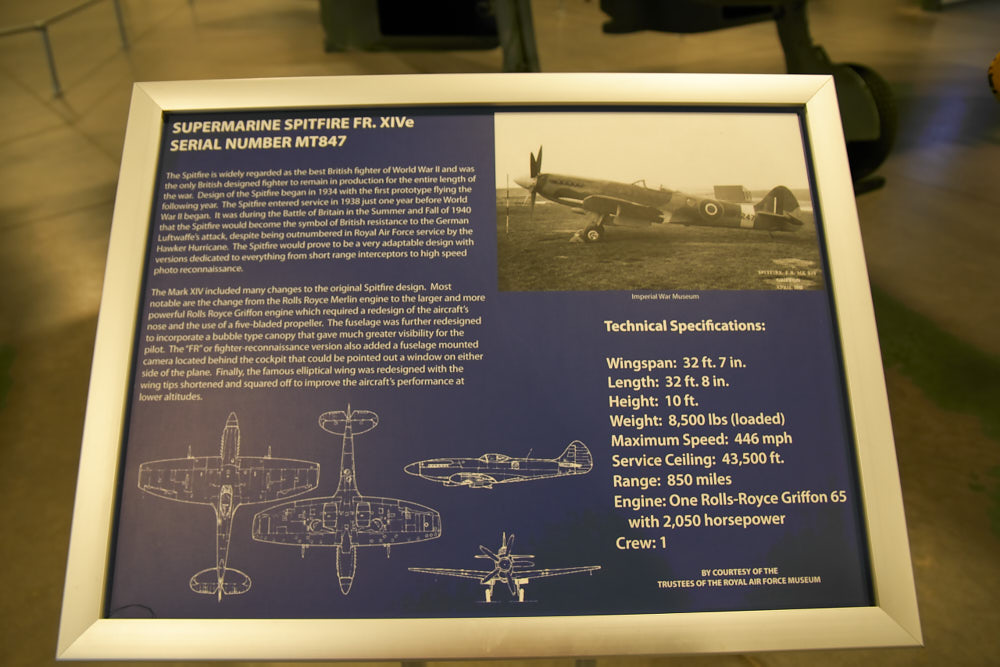 SUPERMARINE SPITFIRE FR. XIVe
SERIAL NUMBER MT847
The Spitfire is widely regarded as the best British fighter of World War II and was
the only British designed fighter to remain in production for the entire length of
the war. Design of the Spitfire began in 1934 with the first prototype flying the
following year. The Spitfire entered service in 1938 just one year before World
War II began. It was during the Battle of Britain in the Summer and Fall of 1940
that the Spitfire would become the symbol of British resistance to the German
Luftwaffe's attack, despite being outnumbered in Royal Air Force service by the
Hawker Hurricane. The Spitfire would prove to be a very adaptable design with
versions dedicated to everything from short range interceptors to high speed
photo reconnaissance.
The Mark XIV included many changes to the original Spitfire design. Most
notable are the change from the Rolls Royce Merlin engine to the larger and more
powerful Rolls Royce Griffon engine which required a redesign of the aircraft's
nose and the use of a five-bladed propeller. The fuselage was further redesigned
to incorporate a bubble type canopy that gave much greater visibility for the
pilot. The "FR" or fighter-reconnaissance version also added a fuselage mounted
camera located behind the cockpit that could be pointed out a window on either
side of the plane. Finally, the famous elliptical wing was redesigned with the
wing tips shortened and squared off to improve the aircraft's performance at
lower altitudes.
Imperial War Museum
Technical Specifications:
Wingspan: 32 ft. 7 in.
Length: 32 ft. 8 in.
Height: 10 ft.
Weight: 8,500 lbs (loaded)
Maximum Speed: 446 mph
Service Ceiling: 43,500 ft.
Range: 850 miles
Engine: One Rolls-Royce Griffon 65
with 2,050 horsepower
Crew: 1
BY COURTESY OF THE
TRUSTEES OF THE ROYAL AIR FORCE MUSEUM